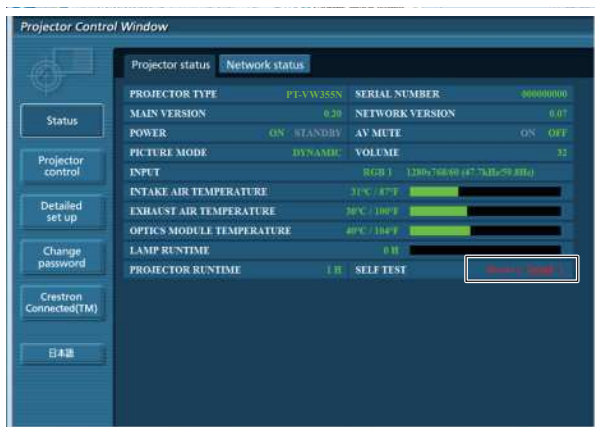 Projector Control Window
Projector status Network status
PROJECTOR TYPE PT-VW355N SERIAL NUMBER 000000000
MAIN VERSION 0.20 NETWORK VERSION 0.07
POWER ON STANDBY AV MUTE ON OFF
PICTURE MODE DYNAMIC VOLUME 32
INPUT RGB 1 1280x768/60 (47.7kHz/59.8Hz)
INTAKE AIR TEMPERATURE 31°C / 87°F
EXHAUST AIR TEMPERATURE 38°C / 100°F
OPTICS MODULE TEMPERATURE 40°C / 104°F
LAMP RUNTIME 0 H
PROJECTOR RUNTIME 1 H SELF TEST
Status
Projector
control
Detailed
set up
Change
password
Crestron
Connected(TM)
日本語